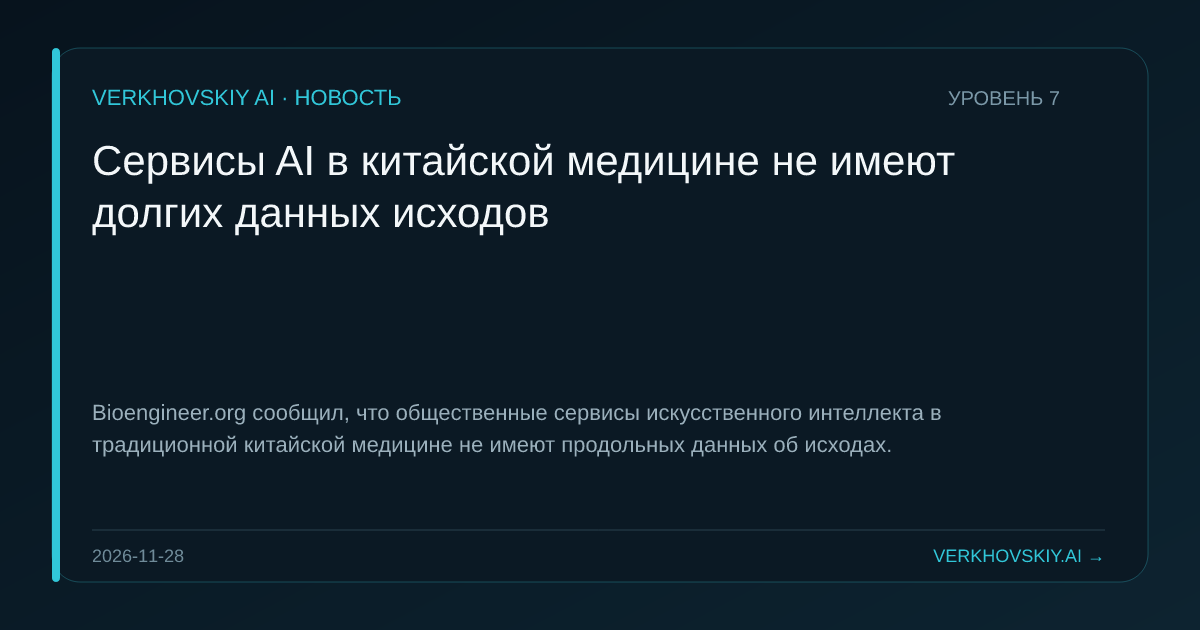 VERKHOVSKIY AI · НОВОСТЬ
УРОВЕНЬ 7
Сервисы AI в китайской медицине не имеют
долгих данных исходов
Bioengineer.org сообщил, что общественные сервисы искусственного интеллекта в
традиционной китайской медицине не имеют продольных данных об исходах.
2026-11-28
VERKHOVSKIY.AI →